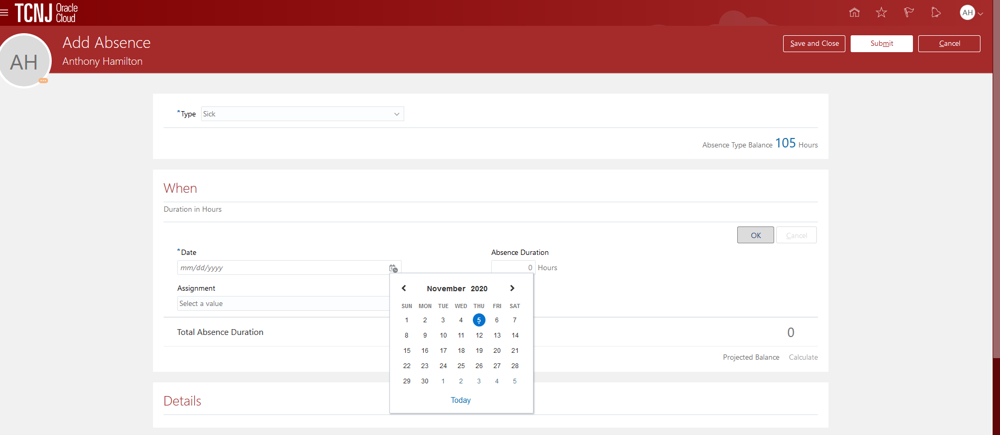 TCNJ Oracle Cloud
AH
AH
Add Absence
Anthony Hamilton
Save and Close
Submit
Cancel
*Type Sick
Absence Type Balance 105 Hours
When
Duration in Hours
OK
Cancel
*Date
mm/dd/yyyy
Absence Duration
0 Hours
Assignment
Select a value
November 2020
SUN MON TUE WED THU FRI SAT
1 2 3 4 5 6 7
8 9 10 11 12 13 14
15 16 17 18 19 20 21
22 23 24 25 26 27 28
29 30 1 2 3 4 5
Today
Total Absence Duration
0
Projected Balance Calculate
Details